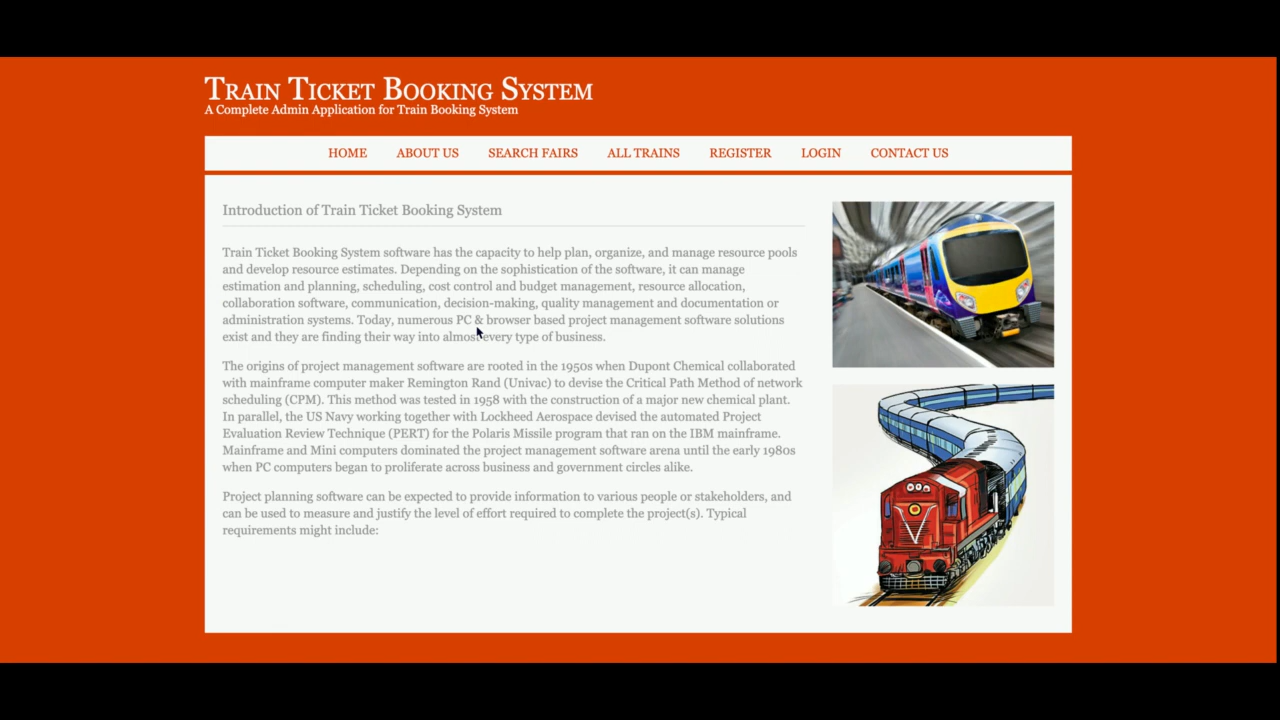 Train Ticket Booking System
A Complete Admin Application for Train Booking System
HOME ABOUT US SEARCH FAIRS ALL TRAINS REGISTER LOGIN CONTACT US
Introduction of Train Ticket Booking System
Train Ticket Booking System software has the capacity to help plan, organize, and manage resource pools
and develop resource estimates. Depending on the sophistication of the software, it can manage
estimation and planning, scheduling, cost control and budget management, resource allocation,
collaboration software, communication, decision-making, quality management and documentation or
administration systems. Today, numerous PC & browser based project management software solutions
exist and they are finding their way into almost every type of business.
The origins of project management software are rooted in the 1950s when Dupont Chemical collaborated
with mainframe computer maker Remington Rand (Univac) to devise the Critical Path Method of network
scheduling (CPM). This method was tested in 1958 with the construction of a major new chemical plant.
In parallel, the US Navy working together with Lockheed Aerospace devised the automated Project
Evaluation Review Technique (PERT) for the Polaris Missile program that ran on the IBM mainframe.
Mainframe and Mini computers dominated the project management software arena until the early 1980s
when PC computers began to proliferate across business and government circles alike.
Project planning software can be expected to provide information to various people or stakeholders, and
can be used to measure and justify the level of effort required to complete the project(s). Typical
requirements might include: